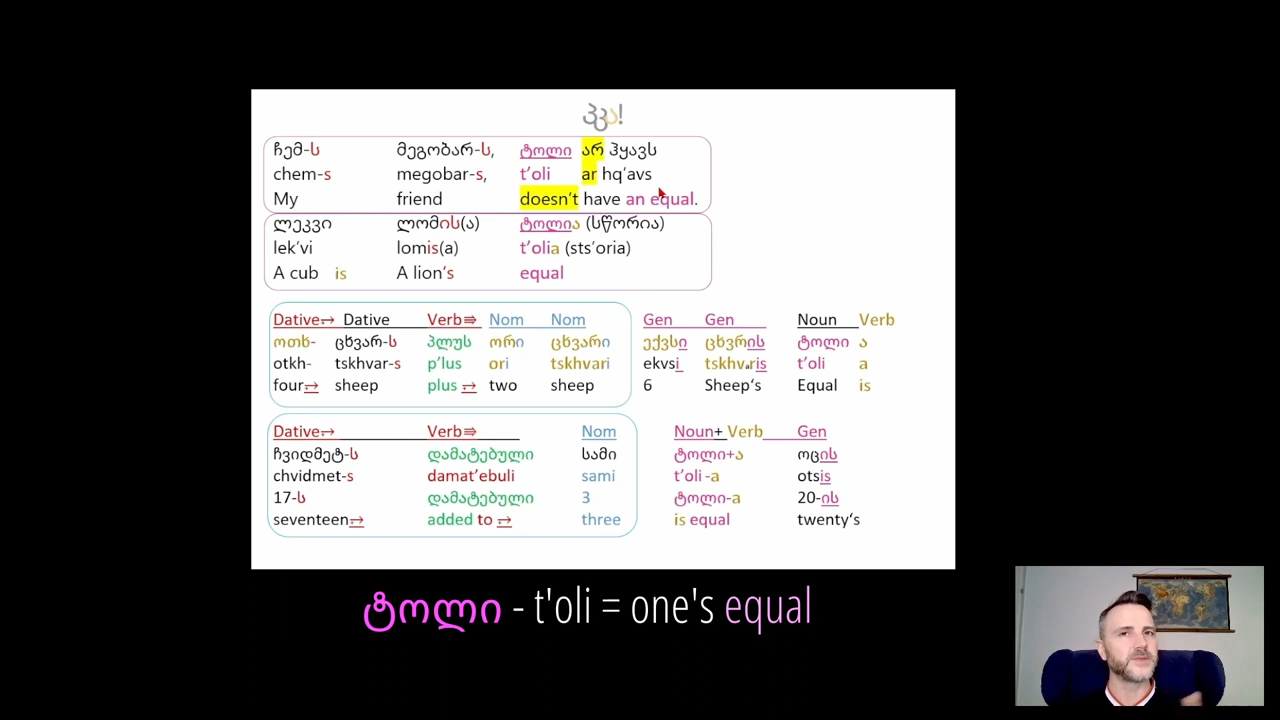 ჰკა!
ჩემ-ს მეგობარ-ს, ტოლი არ ჰყავს
chem-s megobar-s, t’oli ar hq’avs
My friend doesn’t have an equal.
ლეკვი ლომის(ა) ტოლია (სწორია)
lek’vi lomis(a) t’olia (sts’oria)
A cub is A lion’s equal
Dative⇄ Dative Verb⇛ Nom Nom Gen Gen Noun Verb
ოთხ- ცხვარ-ს პლუს ორი ცხვარი ექვსი ცხვრის ტოლი ა
otkh- tskhvar-s p’lus ori tskhvari ekvsi tskhvris t’oli a
four⇄ sheep plus ⇄ two sheep 6 Sheep‘s Equal is
Dative⇄ Verb⇛ Nom Noun+ Verb Gen
ჩვიდმეტ-ს დამატებული სამი ტოლი+ა ოცის
chvidmet-s damat’ebuli sami t’oli-a otsis
17-ს დამატებული 3 ტოლი-ა 20-ის
seventeen⇄ added to ⇄ three is equal twenty‘s
ტოლი - t'oli = one's equal